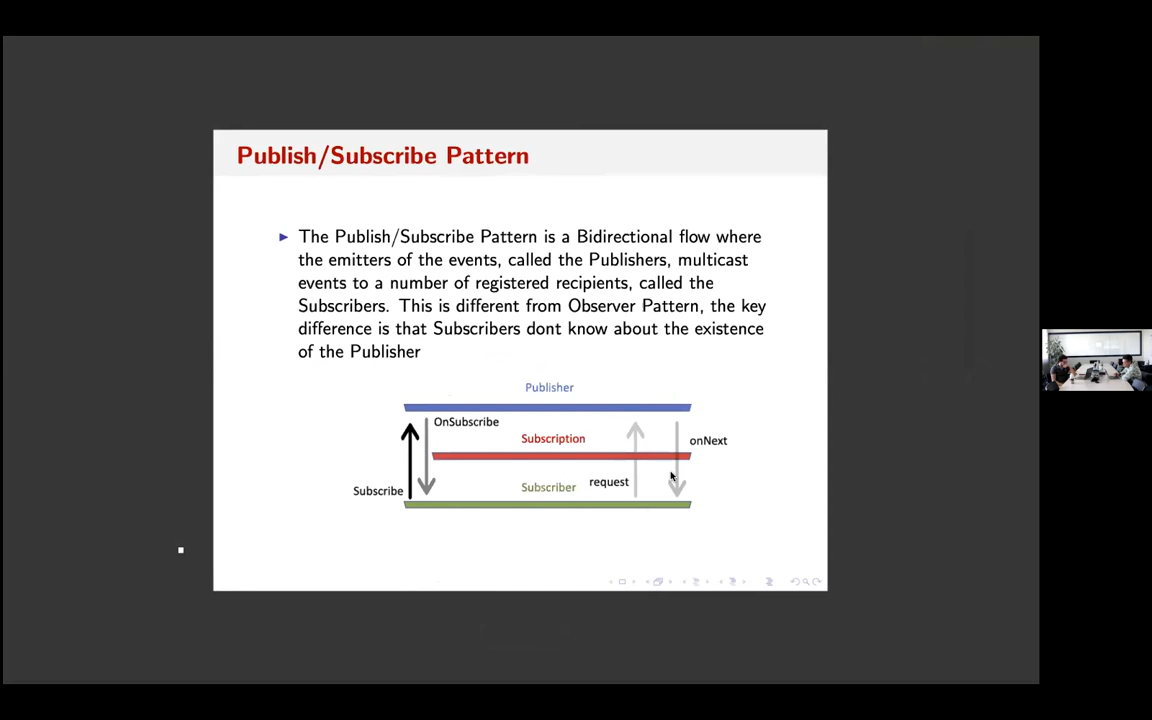 Publish/Subscribe Pattern
The Publish/Subscribe Pattern is a Bidirectional flow where
the emitters of the events, called the Publishers, multicast
events to a number of registered recipients, called the
Subscribers. This is different from Observer Pattern, the key
difference is that Subscribers dont know about the existence
of the Publisher
Publisher
OnSubscribe
Subscription
onNext
Subscribe
Subscriber
request